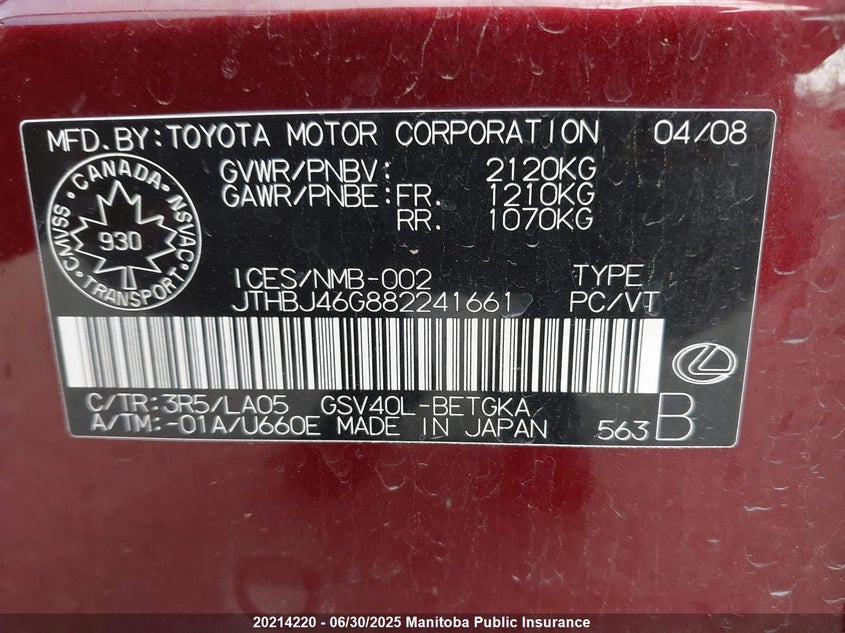 MFD.BY:TOYOTA MOTOR CORPORATION 04/08
GVWR/PNBV: 2120KG
GAWR/PNBE:FR. 1210KG
RR. 1070KG
CANADA
NSVAC
TRANSPORT
CMVSS
930
ICES/NMB-002 TYPE
JTHBJ46G882241661 PC/VT
C/TR:3R5/LA05 GSV40L-BETGKA
A/TM:-01A/U660E MADE IN JAPAN 563 B
20214220 - 06/30/2025 Manitoba Public Insurance